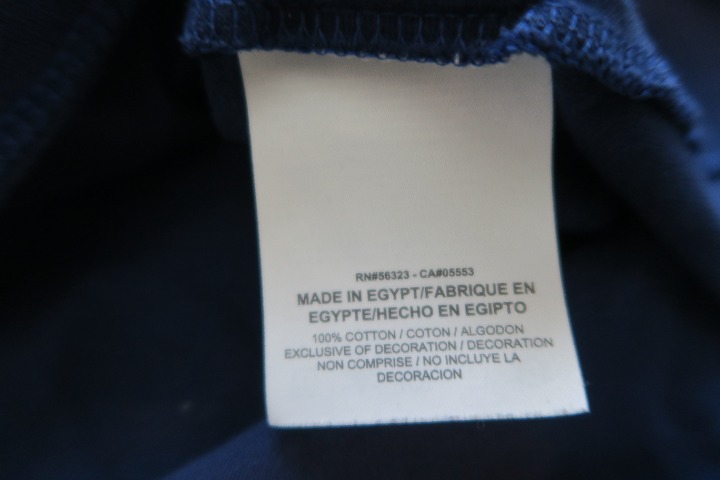 RN#56323 - CA#05553
MADE IN EGYPT/FABRIQUE EN
EGYPTE/HECHO EN EGIPTO
100% COTTON / COTON / ALGODON
EXCLUSIVE OF DECORATION / DECORATION
NON COMPRISE / NO INCLUYE LA
DECORACION